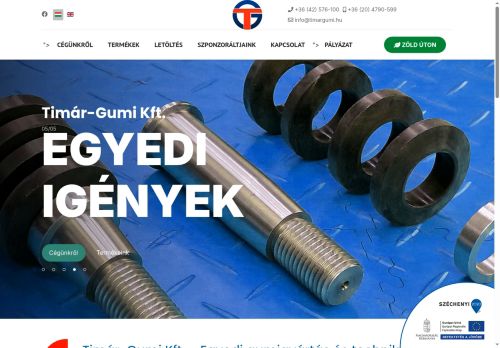 +36 (42) 576-100, +36 (20) 4790-599
info@timargumi.hu
"> CÉGÜNKRŐL TERMÉKEK LETÖLTÉS SZPONZORÁLTJAINK KAPCSOLAT "> PÁLYÁZAT
ZÖLD ÚTON
Timár-Gumi Kft.
05/05
EGYEDI
IGÉNYEK
Cégünkről Termékeink
SZÉCHENYI